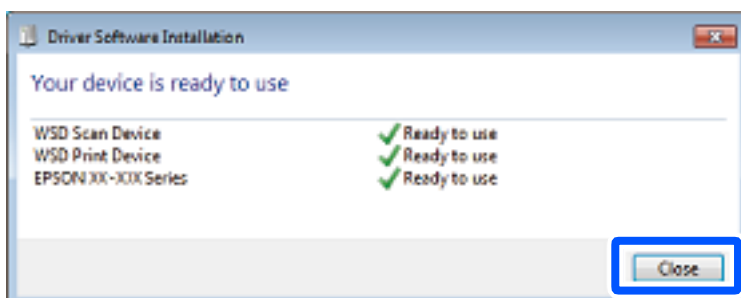 Driver Software Installation
Your device is ready to use
WSD Scan Device Ready to use
WSD Print Device Ready to use
EPSON XX-XXX Series Ready to use
Close